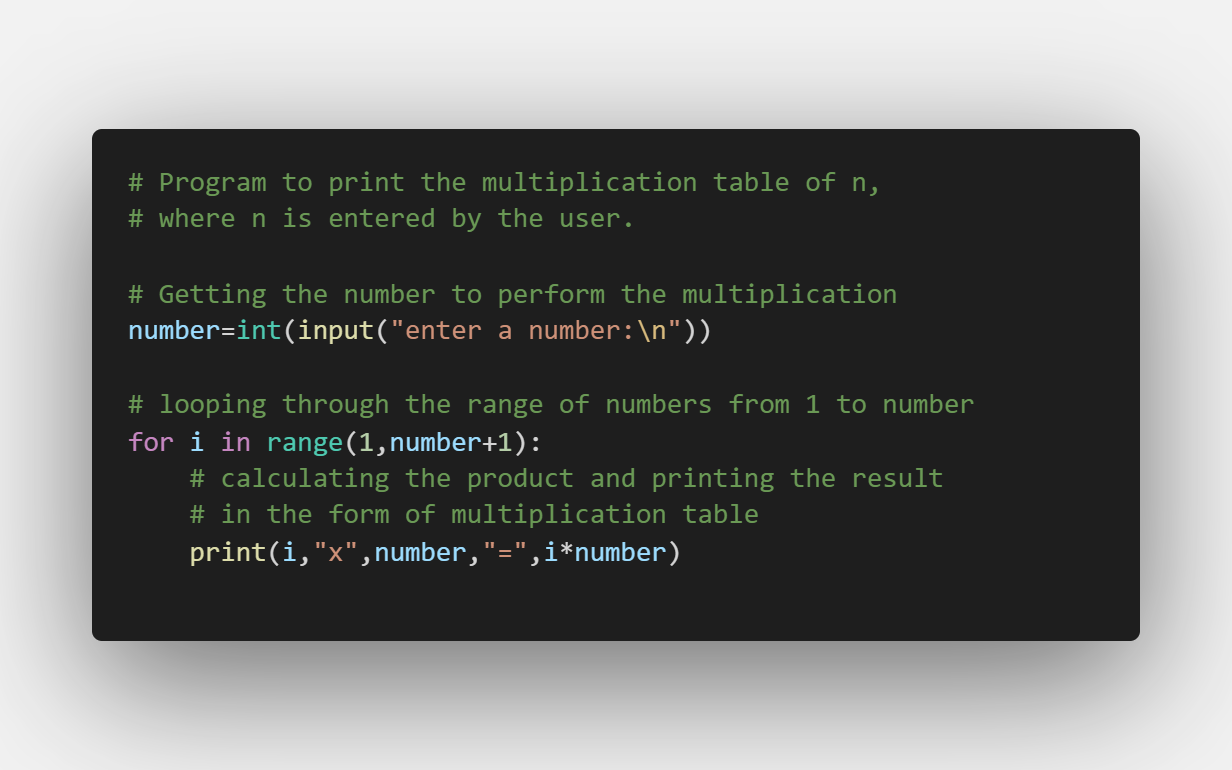 # Program to print the multiplication table of n,
# where n is entered by the user.
# Getting the number to perform the multiplication
number=int(input("enter a number:\n"))
# looping through the range of numbers from 1 to number
for i in range(1,number+1):
    # calculating the product and printing the result
    # in the form of multiplication table
    print(i,"x",number,"=",i*number)